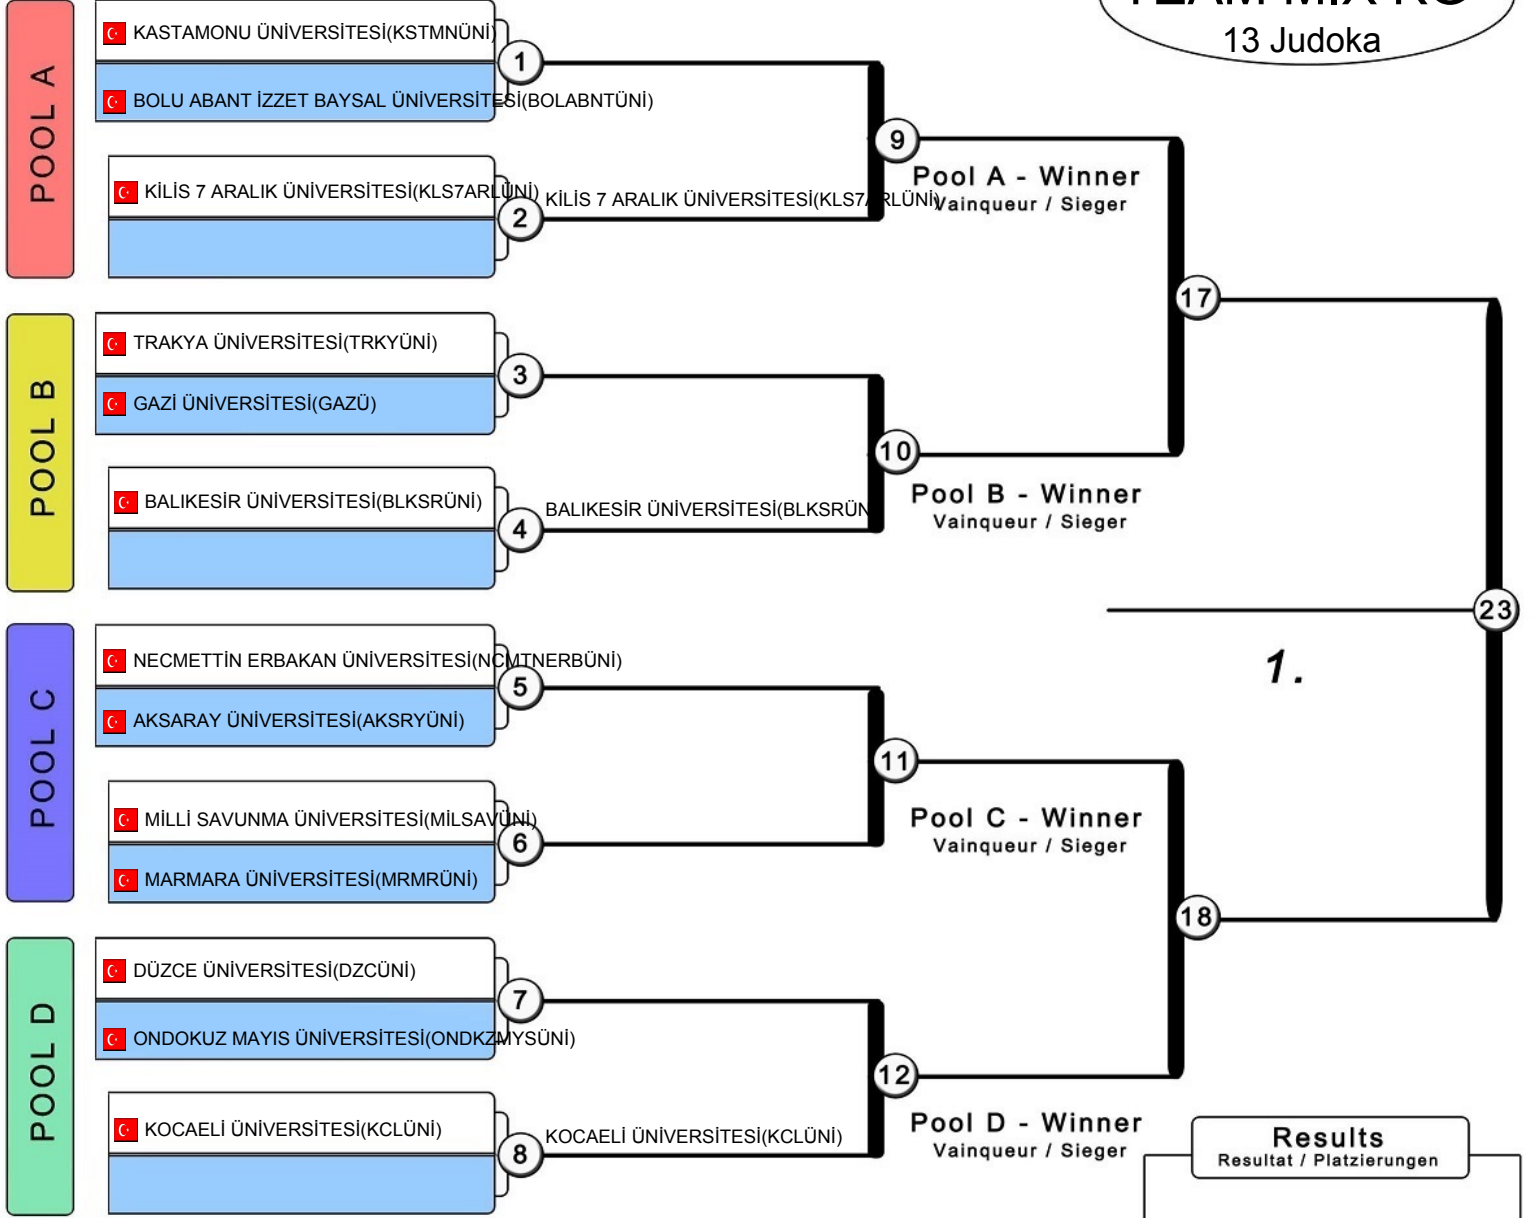 13 Judoka
POOL A
KASTAMONU ÜNİVERSİTESİ(KSTMNÜNİ)
1
BOLU ABANT İZZET BAYSAL ÜNİVERSİTESİ(BOLABNTÜNİ)
9
Pool A - Winner
Vainqueur / Sieger
KİLİS 7 ARALIK ÜNİVERSİTESİ(KLS7ARLÜNİ)
2
KİLİS 7 ARALIK ÜNİVERSİTESİ(KLS7ARLÜNİ)
17
POOL B
TRAKYA ÜNİVERSİTESİ(TRKYÜNİ)
3
GAZİ ÜNİVERSİTESİ(GAZÜ)
10
Pool B - Winner
Vainqueur / Sieger
BALIKESİR ÜNİVERSİTESİ(BLKSRÜNİ)
4
BALIKESİR ÜNİVERSİTESİ(BLKSRÜN
23
1.
POOL C
NECMETTİN ERBAKAN ÜNİVERSİTESİ(NCMTNERBÜNİ)
5
AKSARAY ÜNİVERSİTESİ(AKSRYÜNİ)
11
Pool C - Winner
Vainqueur / Sieger
MİLLİ SAVUNMA ÜNİVERSİTESİ(MİLSAVÜNİ)
6
MARMARA ÜNİVERSİTESİ(MRMRÜNİ)
18
POOL D
DÜZCE ÜNİVERSİTESİ(DZCÜNİ)
7
ONDOKUZ MAYIS ÜNİVERSİTESİ(ONDKZMYSÜNİ)
12
Pool D - Winner
Vainqueur / Sieger
KOCAELİ ÜNİVERSİTESİ(KCLÜNİ)
8
KOCAELİ ÜNİVERSİTESİ(KCLÜNİ)
Results
Resultat / Platzierungen